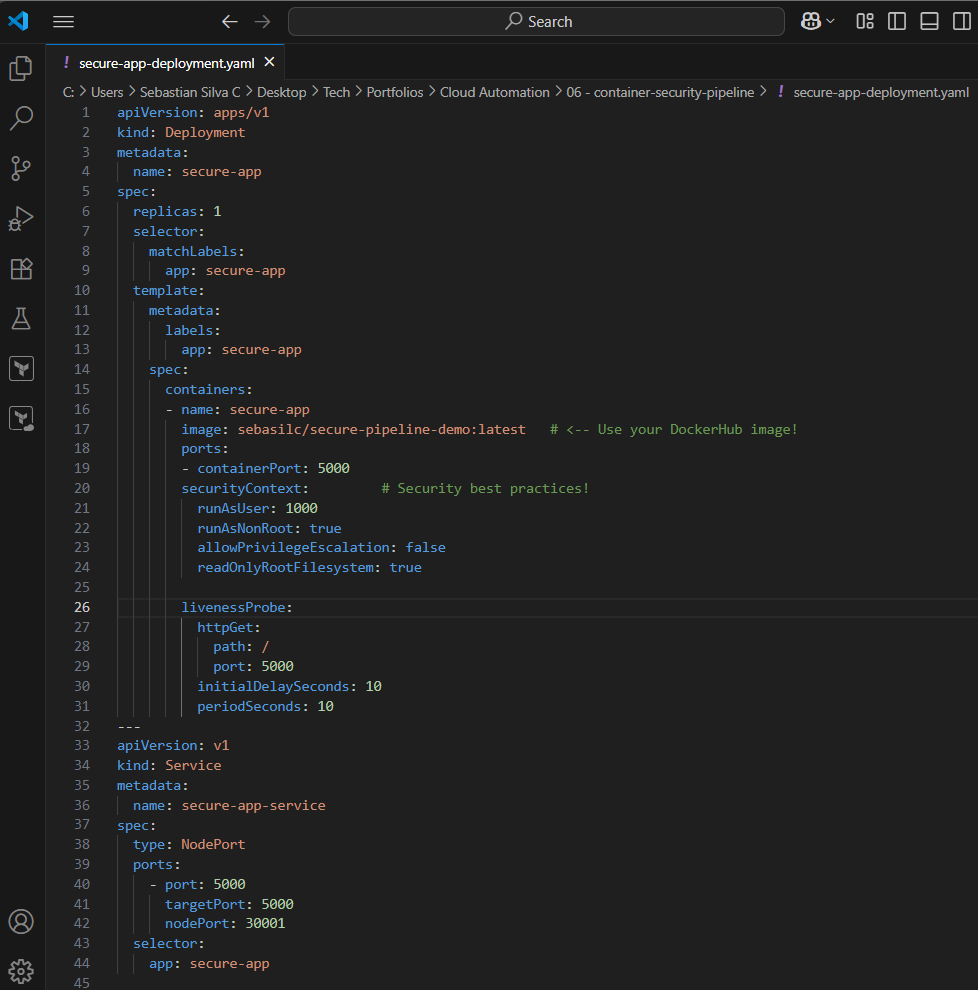 Search
! secure-app-deployment.yaml ×
C: > Users > Sebastian Silva C > Desktop > Tech > Portfolios > Cloud Automation > 06 - container-security-pipeline > ! secure-app-deployment.yaml
1 apiVersion: apps/v1
2 kind: Deployment
3 metadata:
4   name: secure-app
5 spec:
6   replicas: 1
7   selector:
8     matchLabels:
9       app: secure-app
10   template:
11     metadata:
12       labels:
13         app: secure-app
14     spec:
15       containers:
16       - name: secure-app
17         image: sebasilc/secure-pipeline-demo:latest   # <-- Use your DockerHub image!
18         ports:
19         - containerPort: 5000
20         securityContext:         # Security best practices!
21           runAsUser: 1000
22           runAsNonRoot: true
23           allowPrivilegeEscalation: false
24           readOnlyRootFilesystem: true
25
26         livenessProbe:
27           httpGet:
28             path: /
29             port: 5000
30           initialDelaySeconds: 10
31           periodSeconds: 10
32 ---
33 apiVersion: v1
34 kind: Service
35 metadata:
36   name: secure-app-service
37 spec:
38   type: NodePort
39   ports:
40     - port: 5000
41       targetPort: 5000
42       nodePort: 30001
43   selector:
44     app: secure-app
45